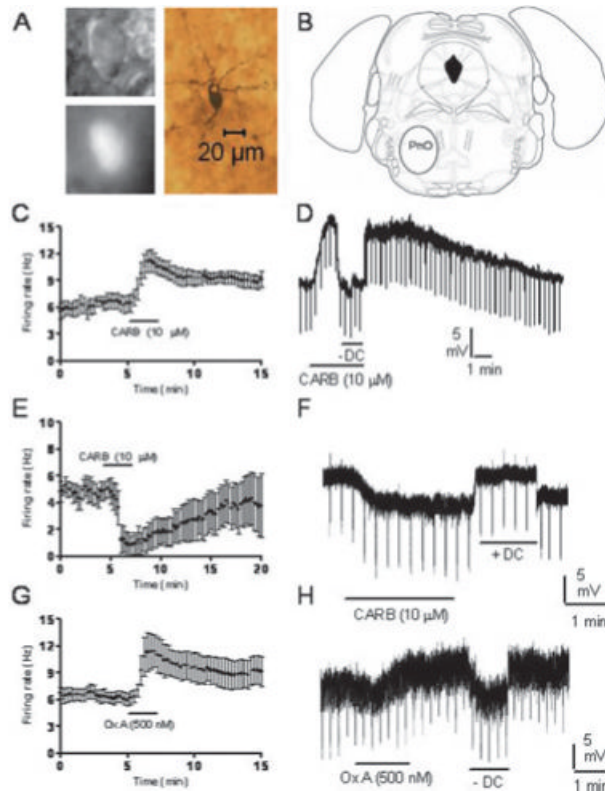 A
20 µm
B
PnO
C
Firing rate (Hz)
15
12
9
6
3
0
CARB (10 µM)
0 5 10 15
Time (min)
D
- DC
CARB (10 µM)
5
mV
1 min
E
Firing rate (Hz)
10
8
6
4
2
0
CARB (10 µM)
0 5 10 15 20
Time (min)
F
+ DC
CARB (10 µM)
5
mV
1 min
G
Firing rate (Hz)
15
12
9
6
3
0
OxA (500 nM)
0 5 10 15
Time (min)
H
OxA (500 nM)
- DC
5
mV
1 min